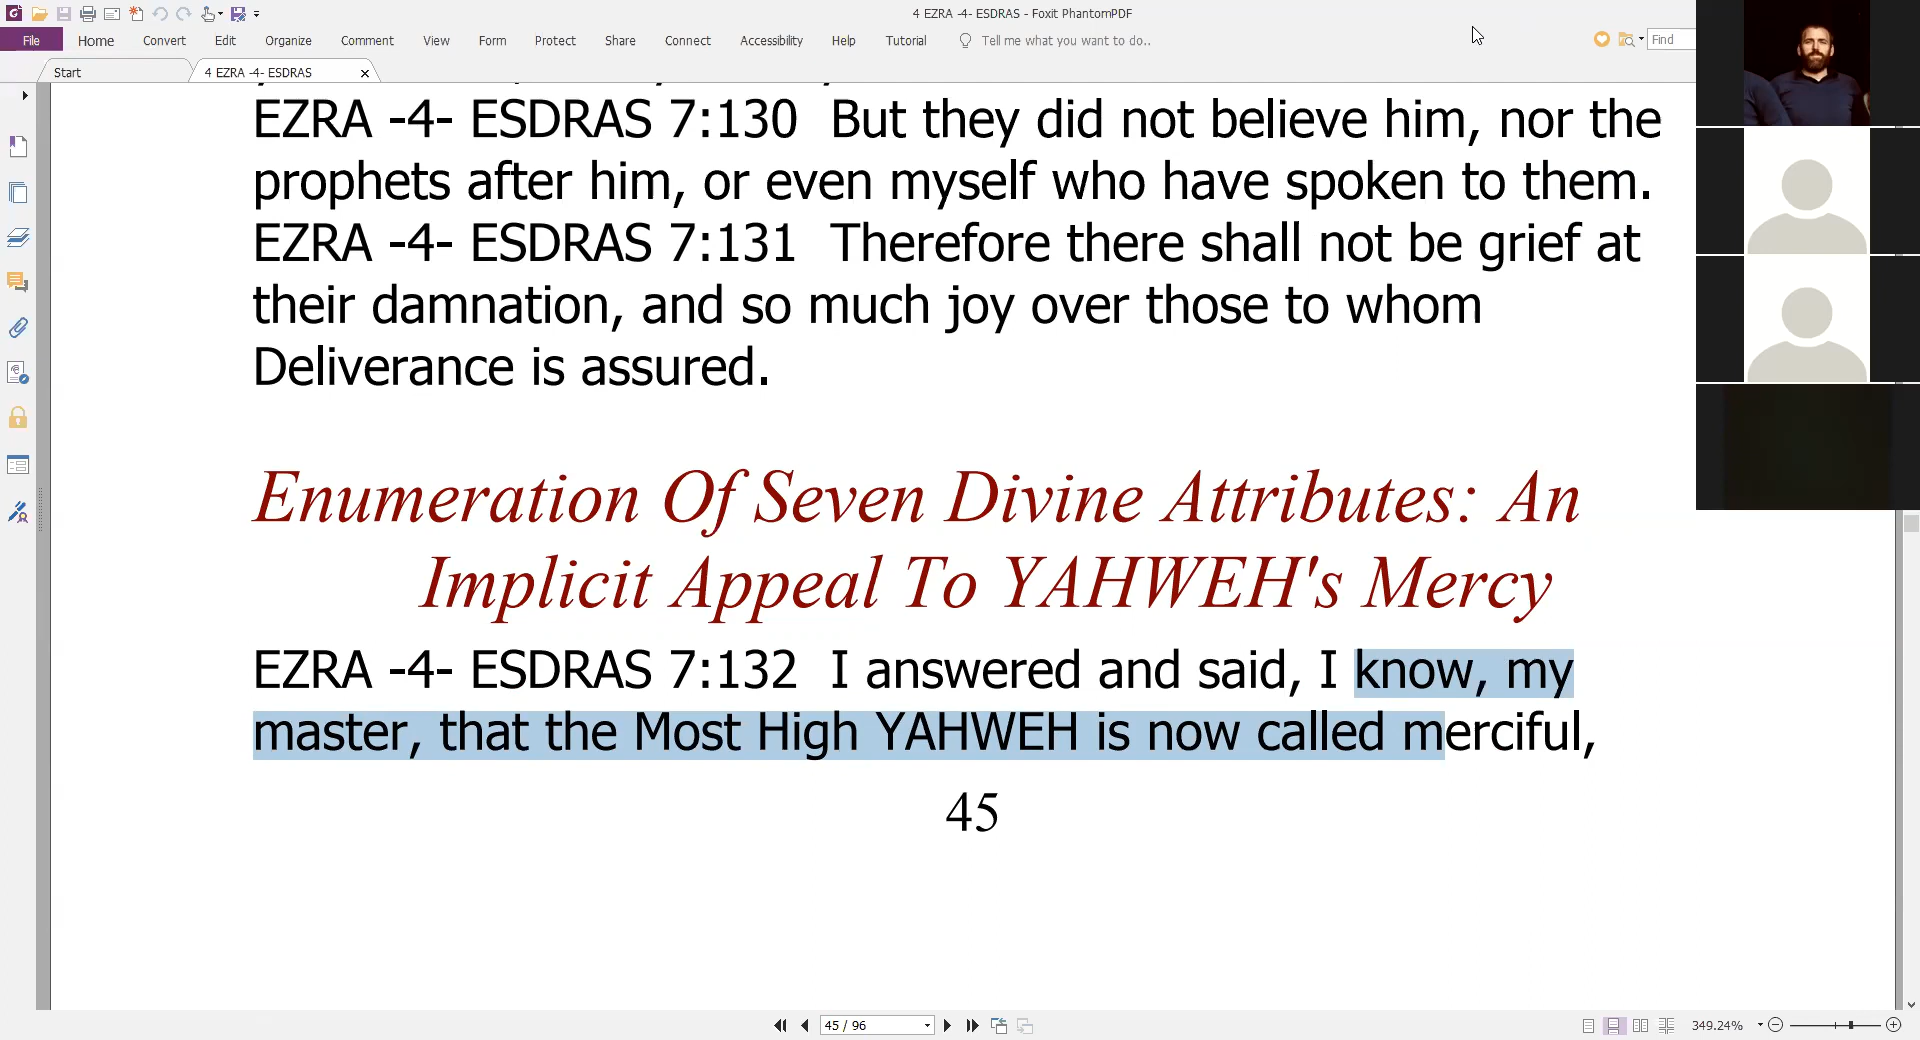 4 EZRA -4- ESDRAS - Foxit PhantomPDF
File Home Convert Edit Organize Comment View Form Protect Share Connect Accessibility Help Tutorial Tell me what you want to do.. Find
Start 4 EZRA -4- ESDRAS
EZRA -4- ESDRAS 7:130 But they did not believe him, nor the
prophets after him, or even myself who have spoken to them.
EZRA -4- ESDRAS 7:131 Therefore there shall not be grief at
their damnation, and so much joy over those to whom
Deliverance is assured.
Enumeration Of Seven Divine Attributes: An
Implicit Appeal To YAHWEH's Mercy
EZRA -4- ESDRAS 7:132 I answered and said, I know, my
master, that the Most High YAHWEH is now called merciful,
45
45 / 96
349.24%